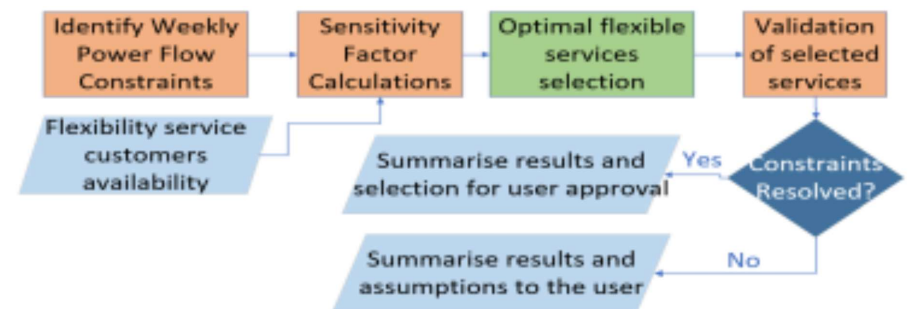 Identify Weekly
Power Flow
Constraints
Sensitivity
Factor
Calculations
Optimal flexible
services
selection
Validation
of selected
services
Flexibility service
customers
availability
Summarise results and
selection for user approval
Yes
Constraints
Resolved?
Summarise results and
assumptions to the user
No